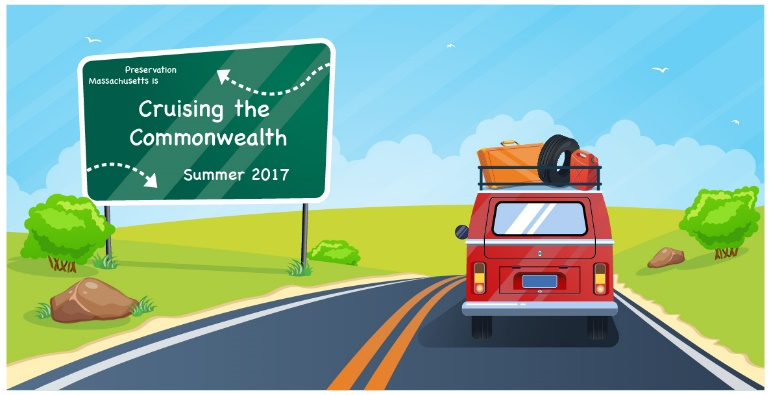 Preservation
Massachusetts is
Cruising the
Commonwealth
Summer 2017